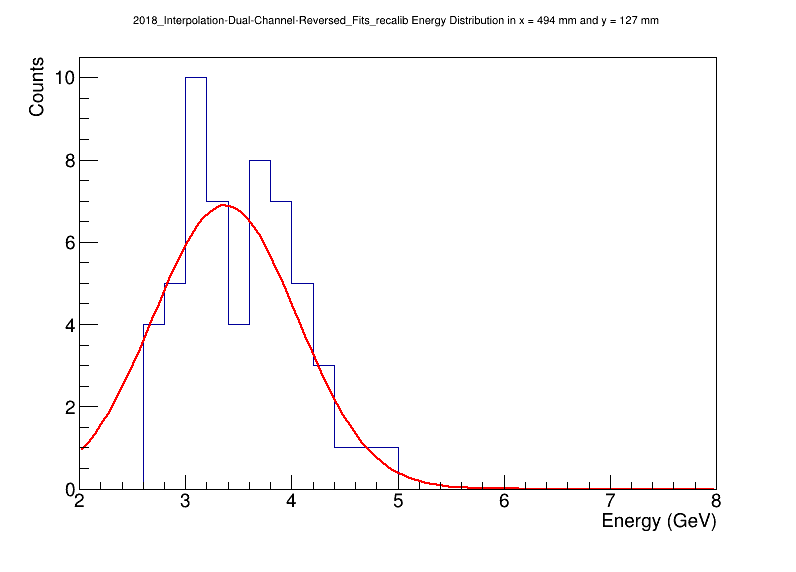 2018_Interpolation-Dual-Channel-Reversed_Fits_recalib Energy Distribution in x = 494 mm and y = 127 mm
Counts
10
8
6
4
2
0
2 3 4 5 6 7 8
Energy (GeV)